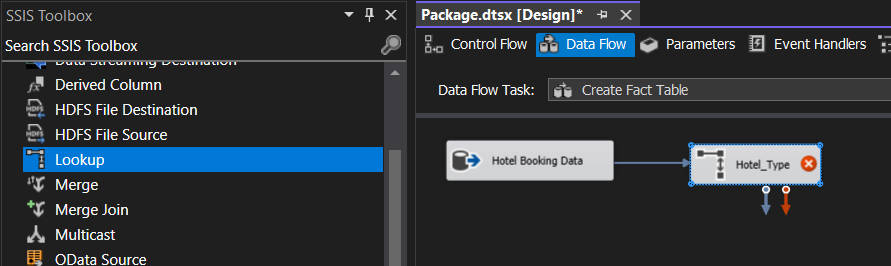 SSIS Toolbox
Search SSIS Toolbox
Data Streaming Destination
Derived Column
HDFS File Destination
HDFS File Source
Lookup
Merge
Merge Join
Multicast
OData Source
Package.dtsx [Design]*
Control Flow
Data Flow
Parameters
Event Handlers
Data Flow Task:
Create Fact Table
Hotel Booking Data
Hotel_Type